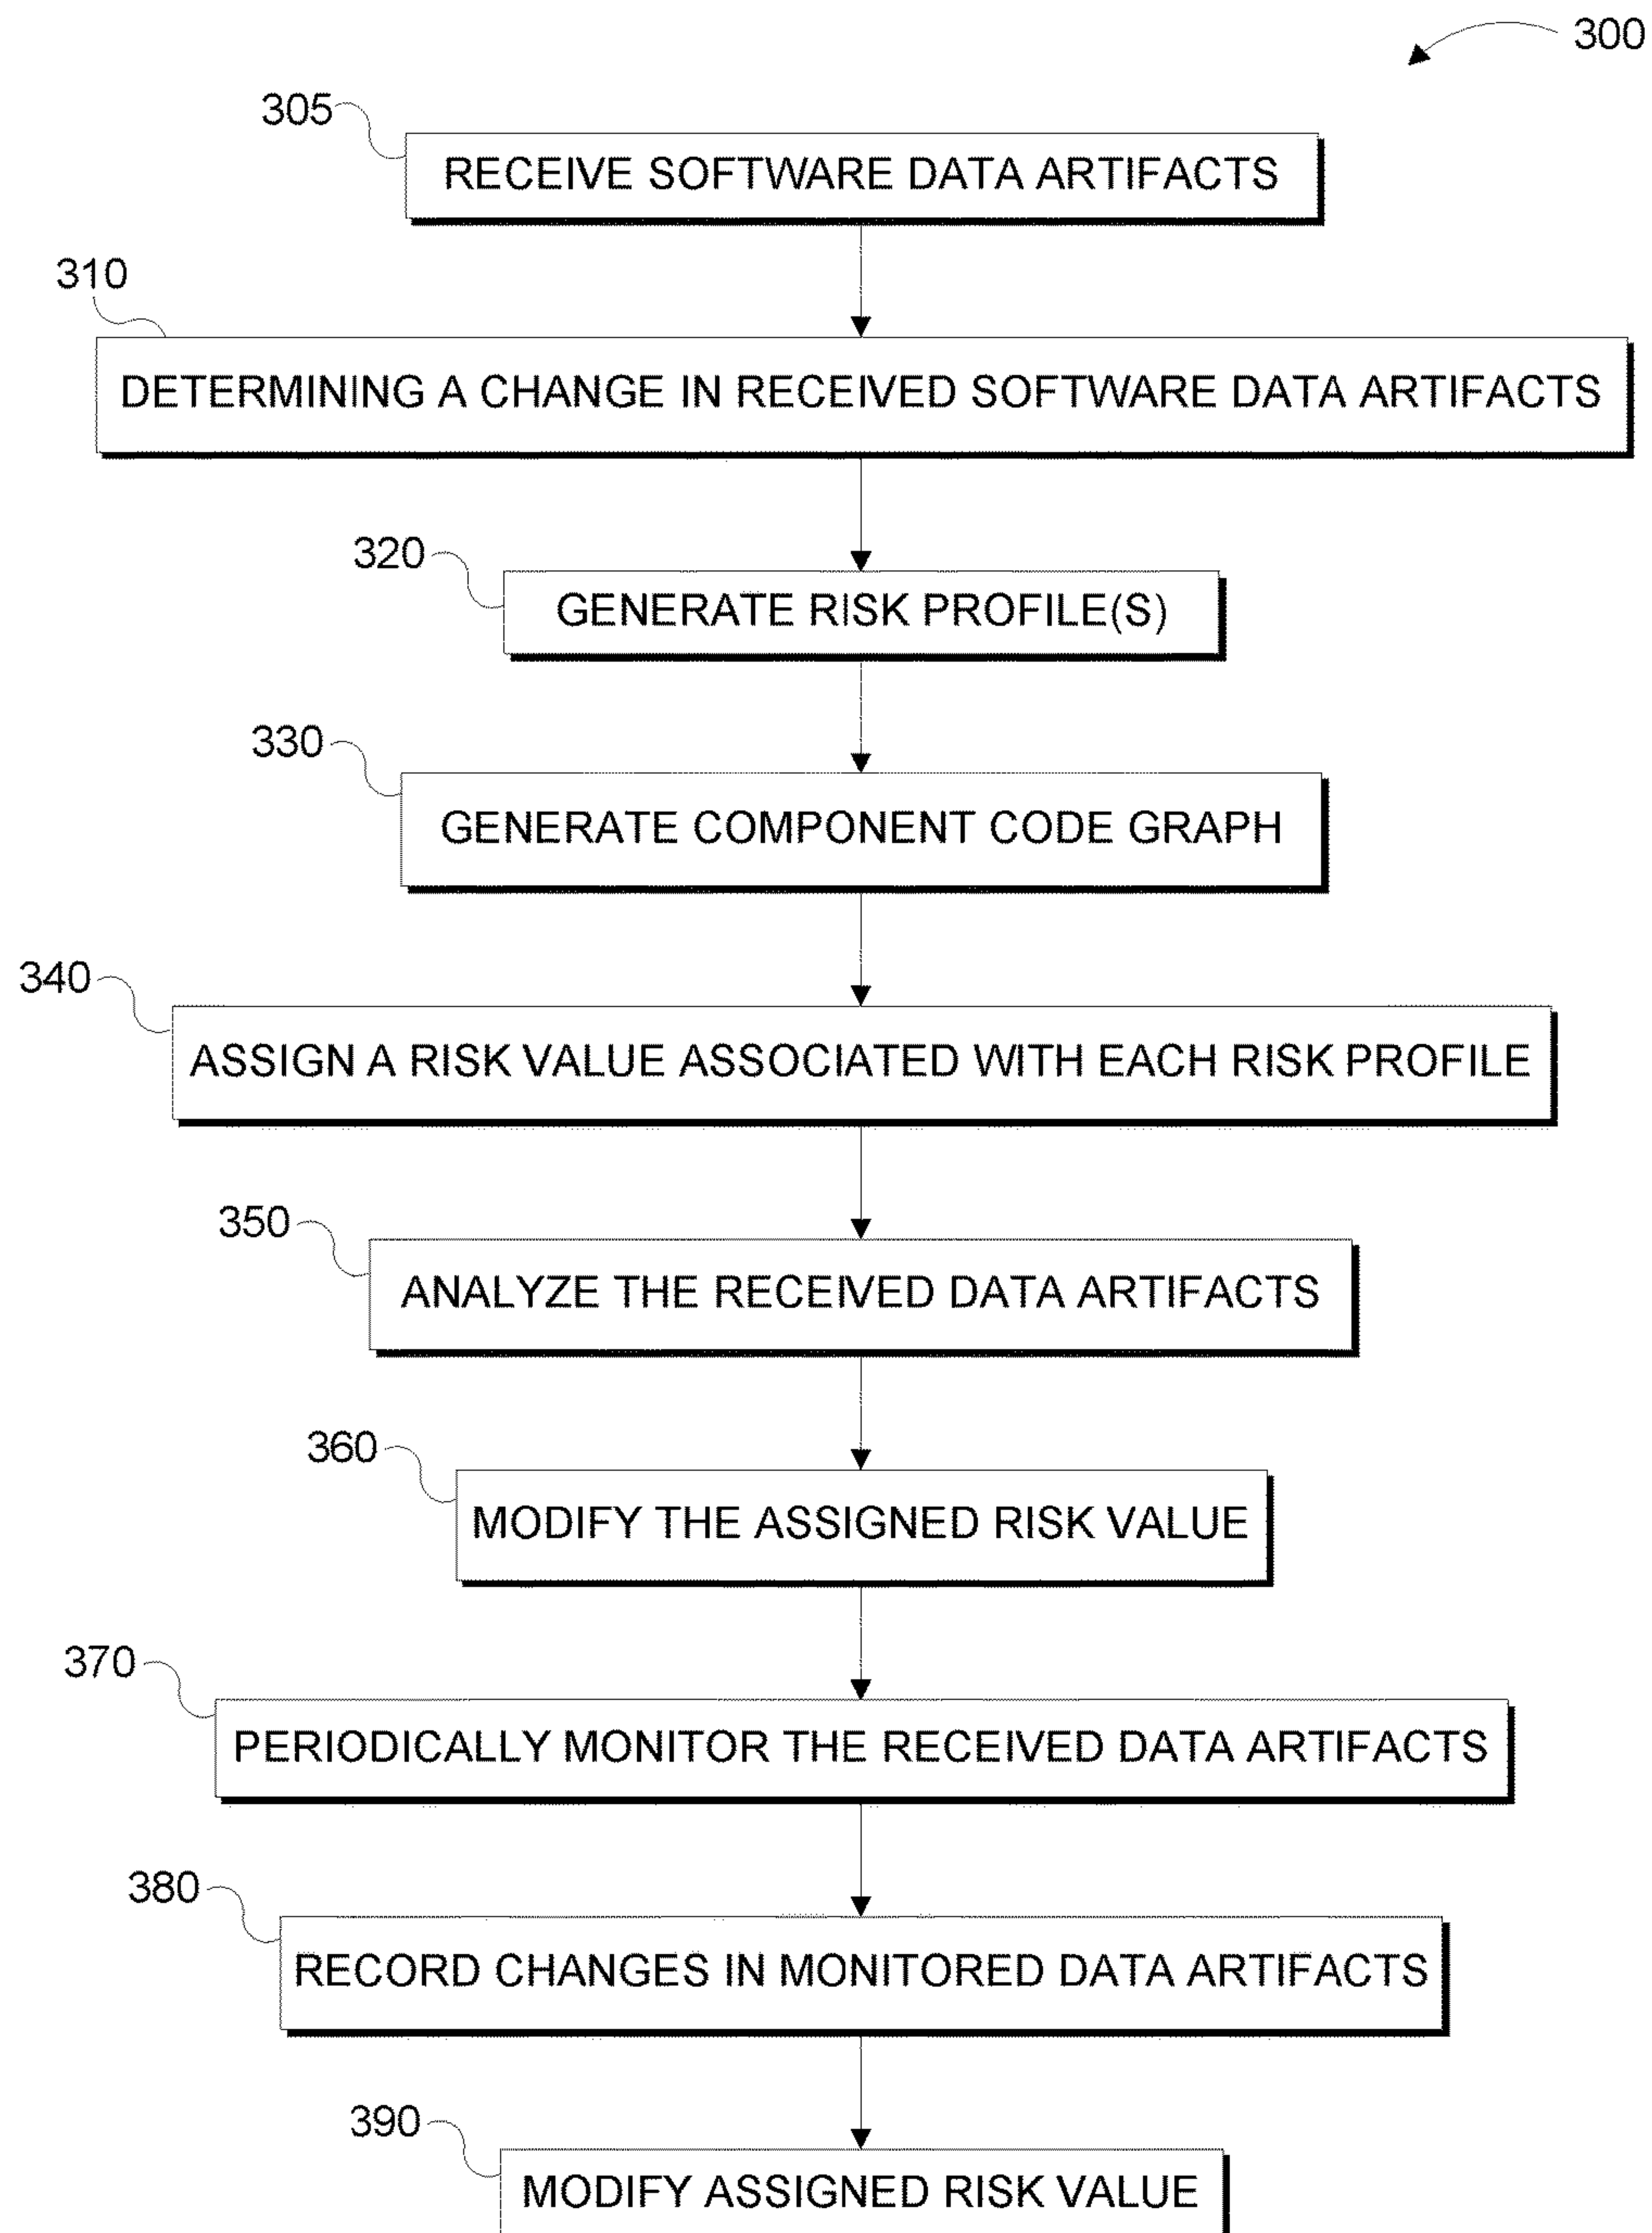 300
305
RECEIVE SOFTWARE DATA ARTIFACTS
310
DETERMINING A CHANGE IN RECEIVED SOFTWARE DATA ARTIFACTS
320
GENERATE RISK PROFILE(S)
330
GENERATE COMPONENT CODE GRAPH
340
ASSIGN A RISK VALUE ASSOCIATED WITH EACH RISK PROFILE
350
ANALYZE THE RECEIVED DATA ARTIFACTS
360
MODIFY THE ASSIGNED RISK VALUE
370
PERIODICALLY MONITOR THE RECEIVED DATA ARTIFACTS
380
RECORD CHANGES IN MONITORED DATA ARTIFACTS
390
MODIFY ASSIGNED RISK VALUE